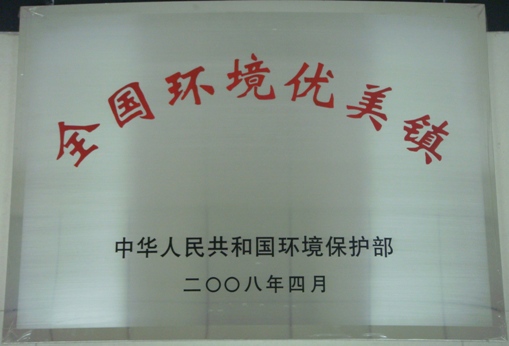 全国环境优美镇
中华人民共和国环境保护部
二〇〇八年四月